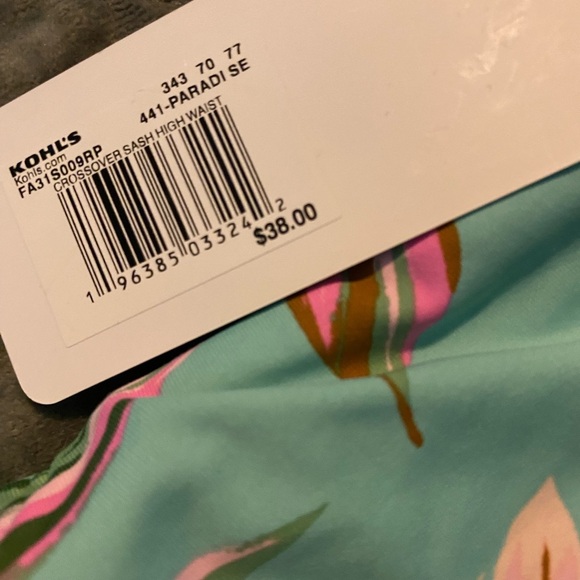 343 70 77
441-PARADI SE
KOHL'S
Kohls.com
FA31S009RP
CROSSOVER SASH HIGH WAIST
1 96385 03324 2
$38.00